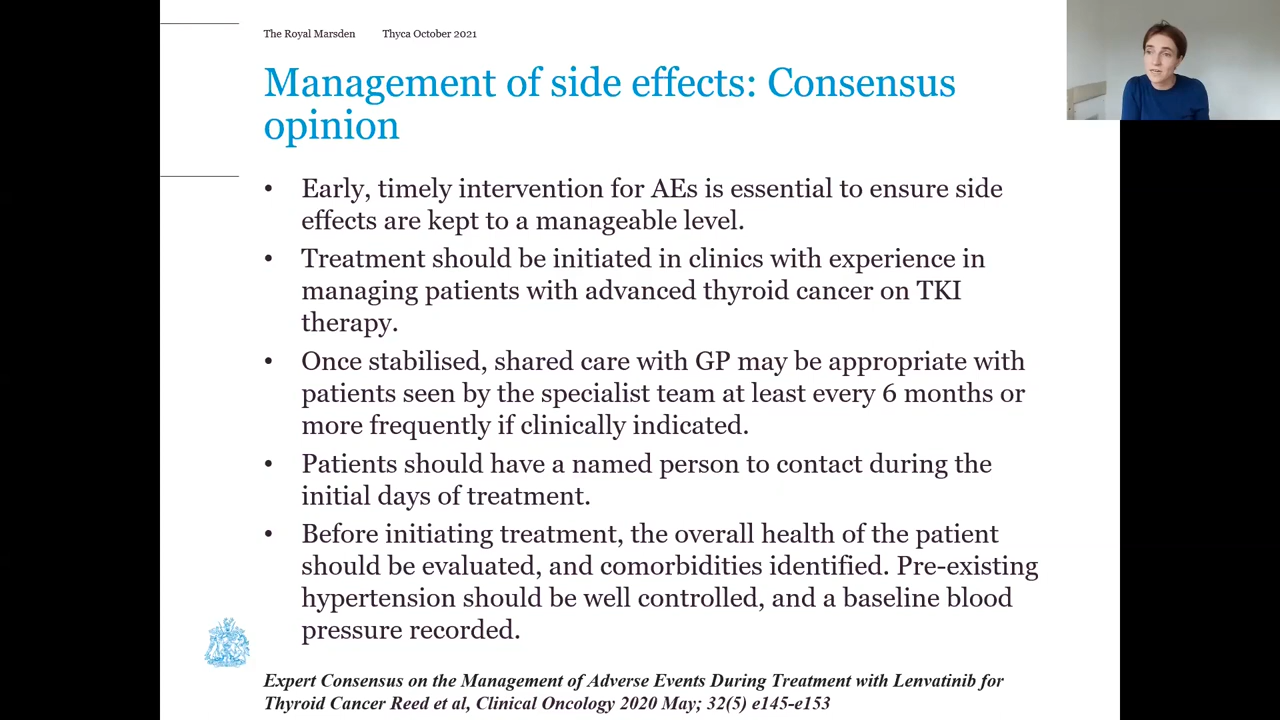 The Royal Marsden Thyca October 2021
Management of side effects: Consensus
opinion
• Early, timely intervention for AEs is essential to ensure side
effects are kept to a manageable level.
• Treatment should be initiated in clinics with experience in
managing patients with advanced thyroid cancer on TKI
therapy.
• Once stabilised, shared care with GP may be appropriate with
patients seen by the specialist team at least every 6 months or
more frequently if clinically indicated.
• Patients should have a named person to contact during the
initial days of treatment.
• Before initiating treatment, the overall health of the patient
should be evaluated, and comorbidities identified. Pre-existing
hypertension should be well controlled, and a baseline blood
pressure recorded.
Expert Consensus on the Management of Adverse Events During Treatment with Lenvatinib for
Thyroid Cancer Reed et al, Clinical Oncology 2020 May; 32(5) e145-e153